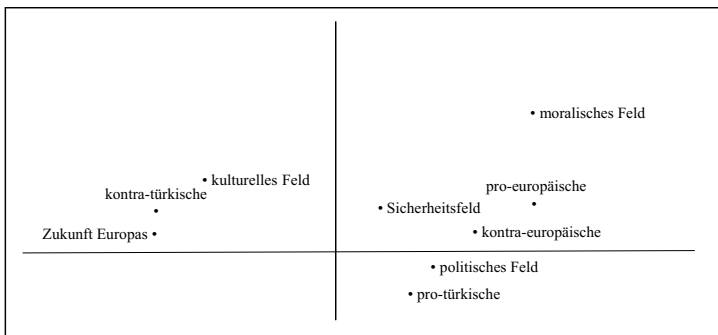 moralisches Feld
kulturelles Feld
kontra-türkische
pro-europäische
Sicherheitsfeld
Zukunft Europas
kontra-europäische
politisches Feld
pro-türkische